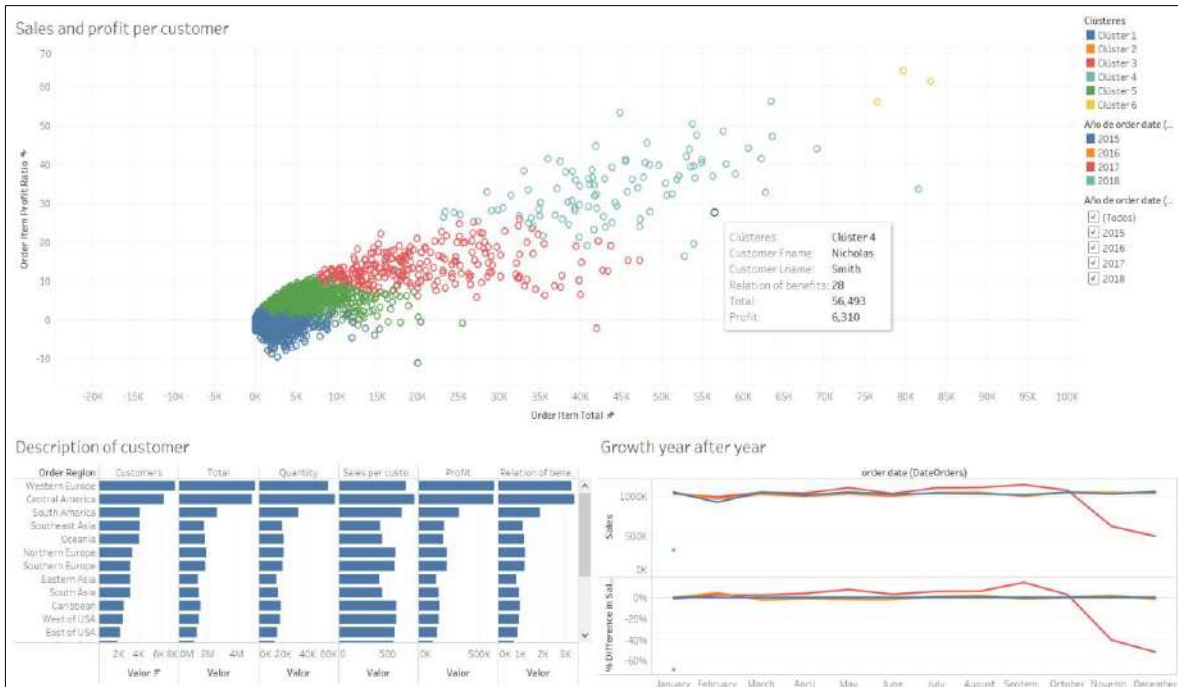 Sales and profit per customer
70
60
50
40
30
20
10
0
-10
Order Item Profit Ratio
-20K -15K -10K -5K 0K 5K 10K 15K 20K 25K 30K 35K 40K 45K 50K 55K 60K 65K 70K 75K 80K 85K 90K 95K 100K
Order Item Total
Clústeres: Clúster 4
Customer Fname: Nicholas
Customer Lname: Smith
Relation of benefits: 28
Total: 56,493
Profit: 6,310
Clústeres
Clúster 1
Clúster 2
Clúster 3
Clúster 4
Clúster 5
Clúster 6
Año de order date (..
2015
2016
2017
2018
Año de order date (..
(Todos)
2015
2016
2017
2018
Description of customer
Order Region Customers Total Quantity Sales per custo.. Profit Relation of bene..
Western Europe
Central America
South America
Southeast Asia
Oceania
Northern Europe
Southern Europe
Eastern Asia
South Asia
Caribbean
West of USA
East of USA
2K 4K 6K 8K 0M 2M 4M 0K 20K 40K 60K 0 500 0K 500K 0K 1K 2K 3K
Valor Valor Valor Valor Valor Valor
Growth year after year
order date (DateOrders)
1000K
500K
0K
Sales
0%
-20%
-40%
-60%
% Difference in Sal..
January February March April May June July August Septem.. October Novemb.. December